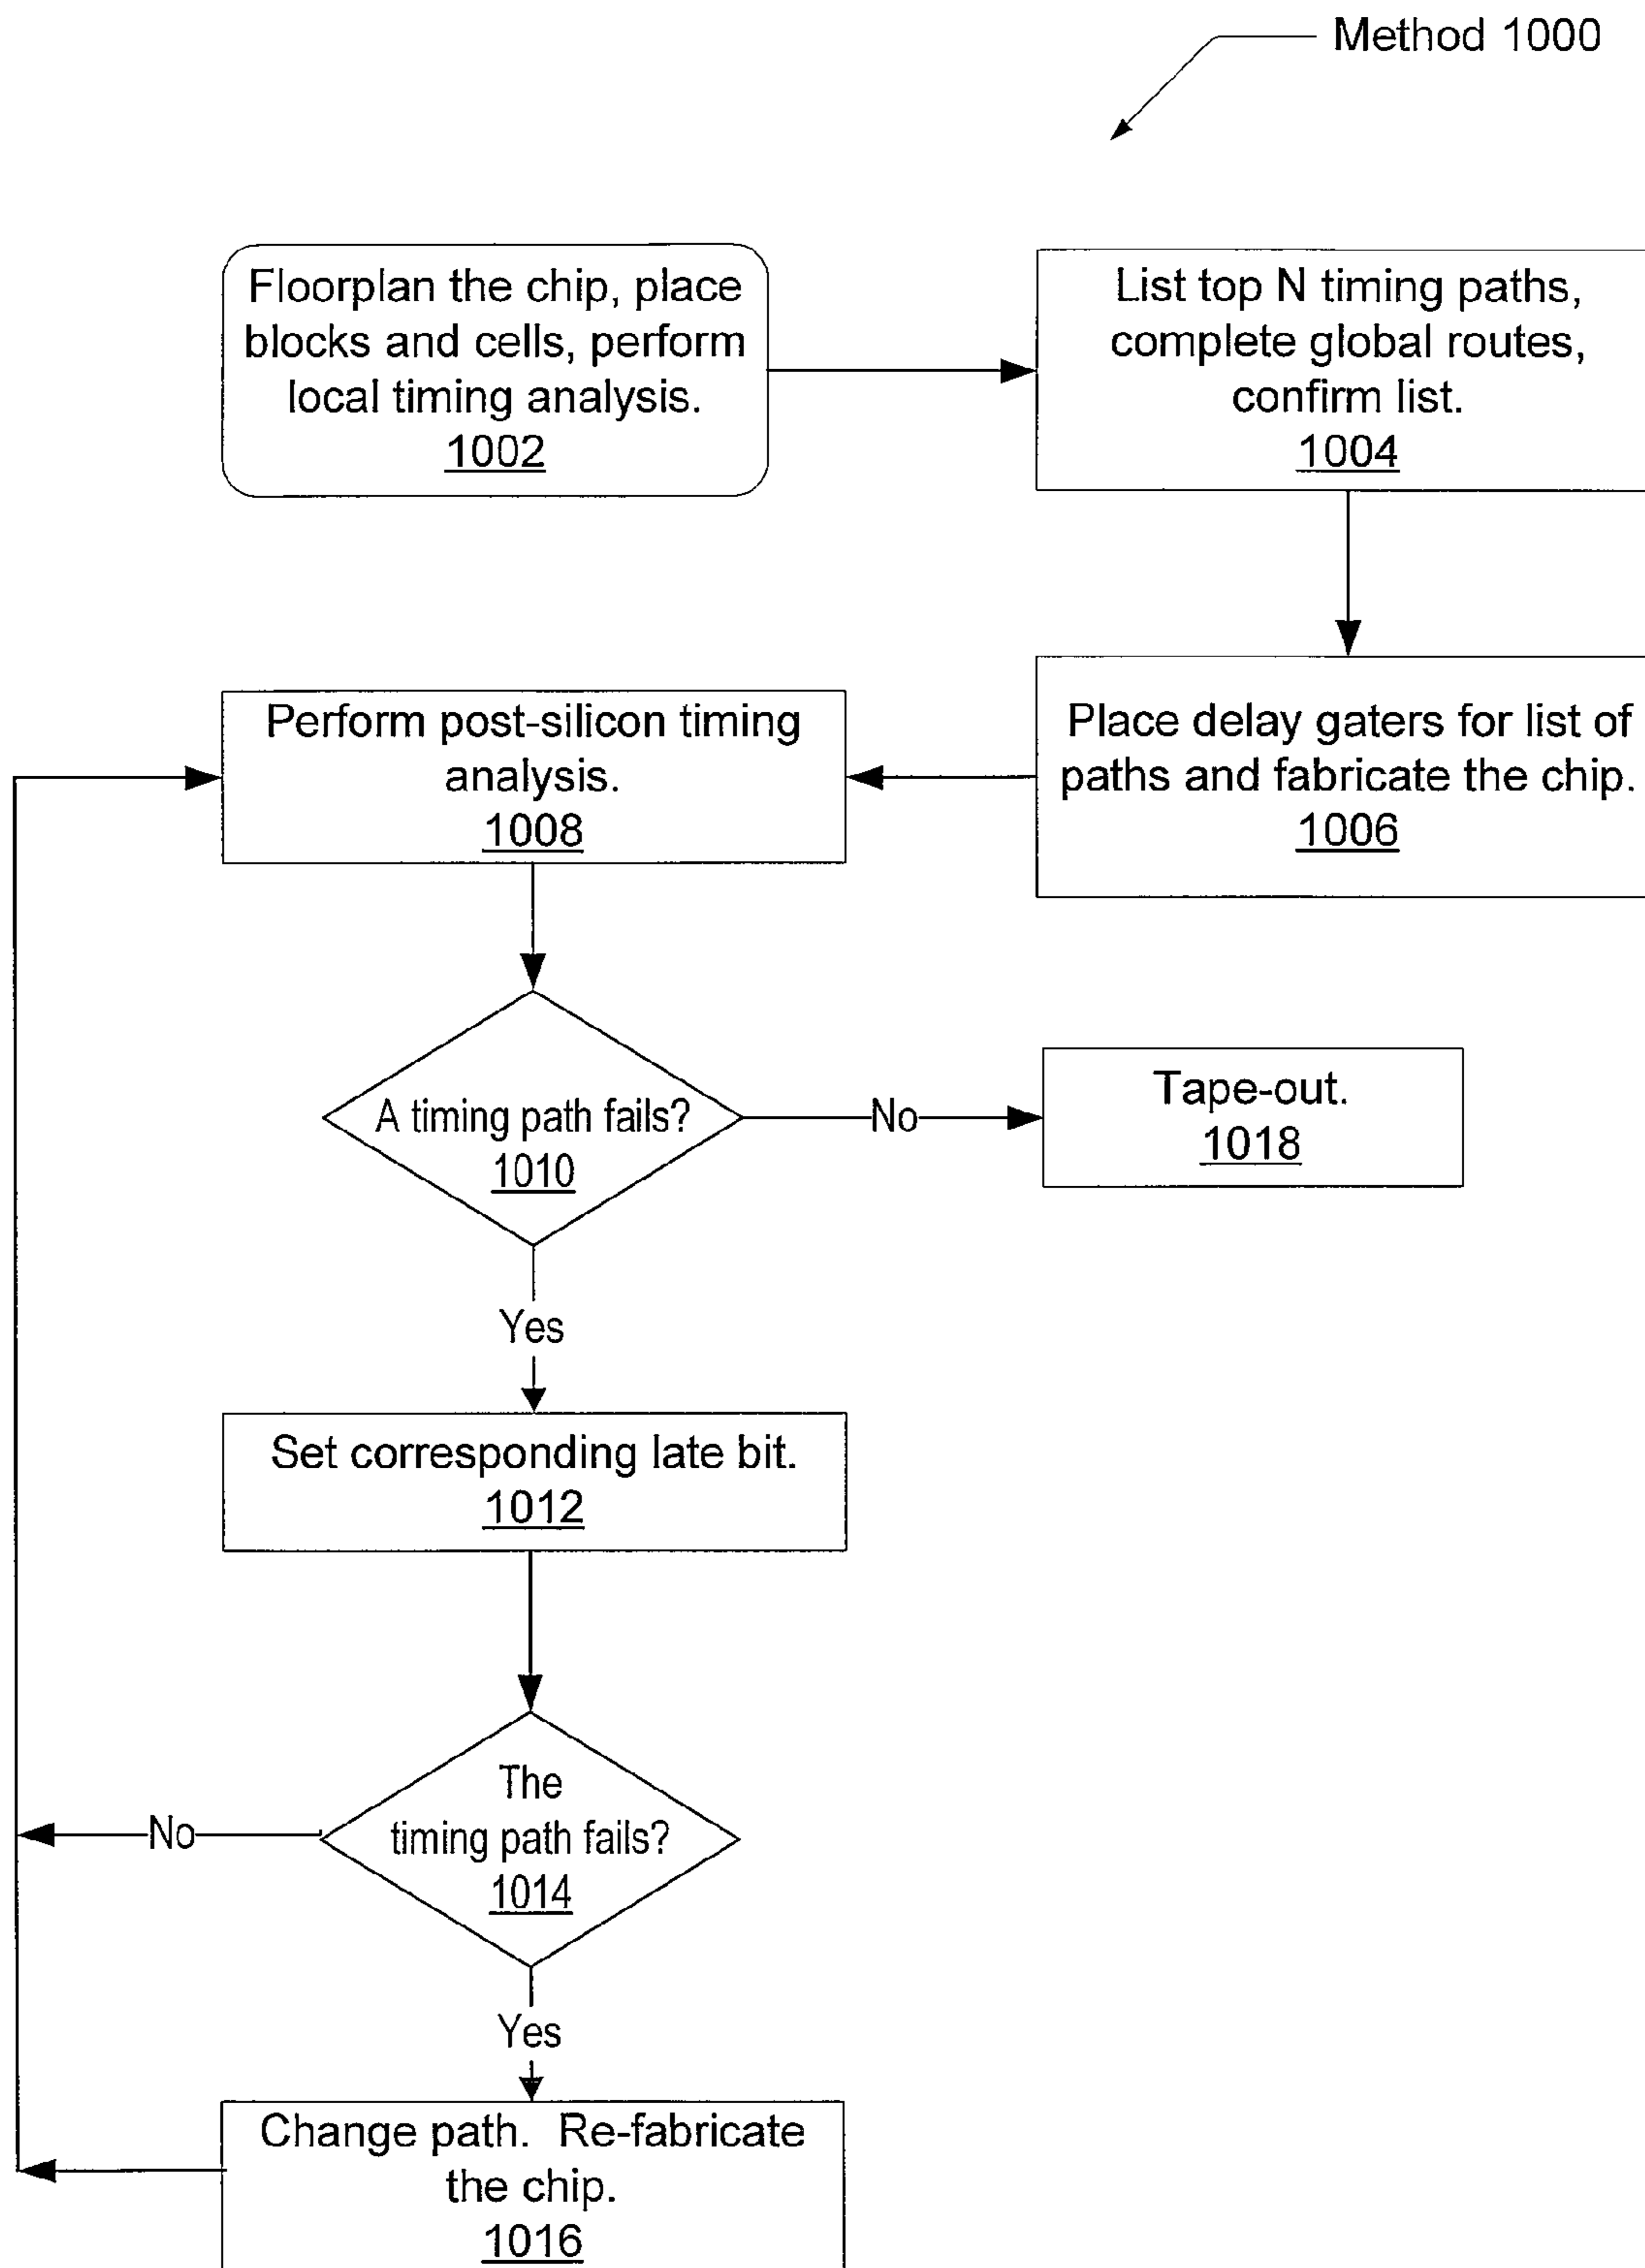 Method 1000
Floorplan the chip, place
blocks and cells, perform
local timing analysis.
1002
List top N timing paths,
complete global routes,
confirm list.
1004
Place delay gaters for list of
paths and fabricate the chip.
1006
Perform post-silicon timing
analysis.
1008
A timing path fails?
1010
No
Tape-out.
1018
Yes
Set corresponding late bit.
1012
The
timing path fails?
1014
No
Yes
Change path. Re-fabricate
the chip.
1016